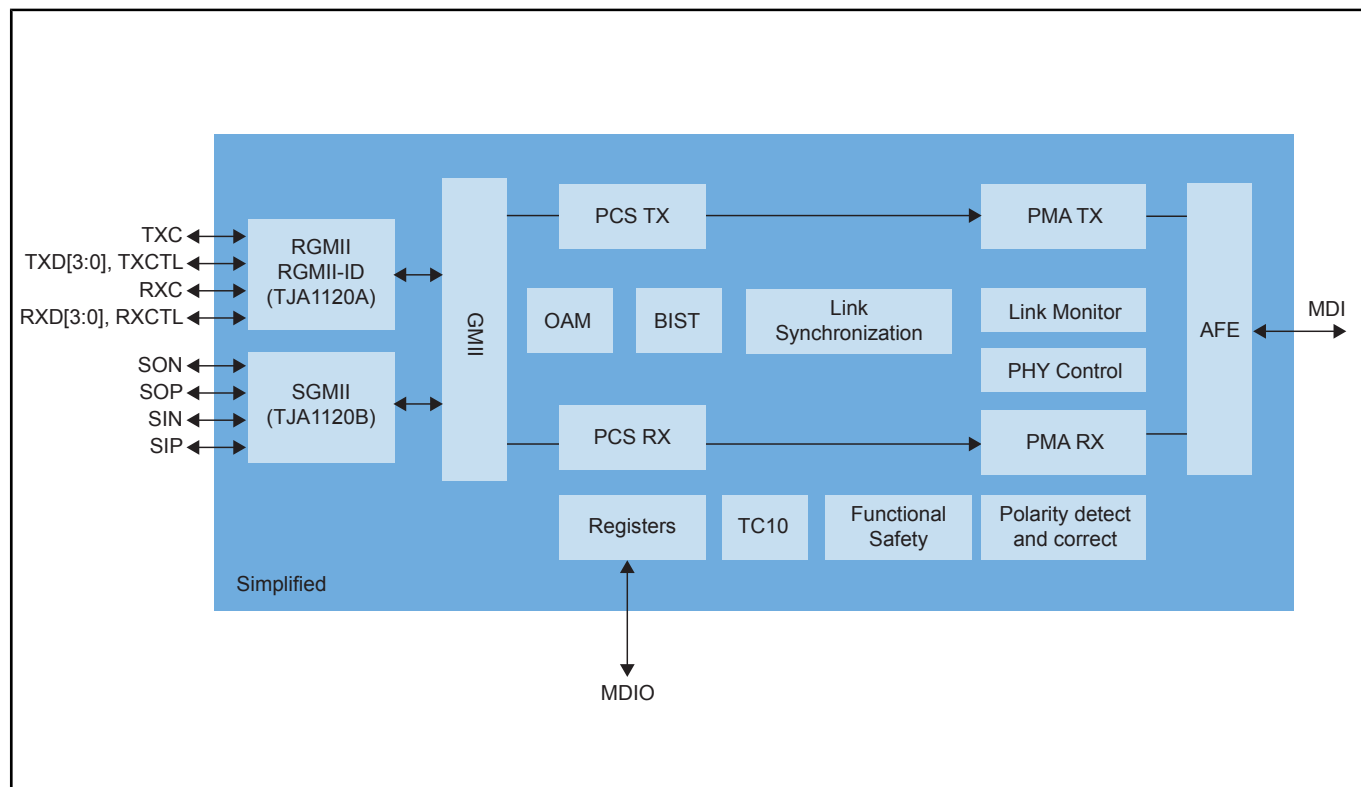 PCS TX
PMA TX
TXC
TXD[3:0], TXCTL
RXC
RXD[3:0], RXCTL
RGMII
RGMII-ID
(TJA1120A)
GMII
OAM
BIST
Link
Synchronization
Link Monitor
AFE
MDI
PHY Control
SON
SOP
SIN
SIP
SGMII
(TJA1120B)
PCS RX
PMA RX
Registers
TC10
Functional
Safety
Polarity detect
and correct
Simplified
MDIO